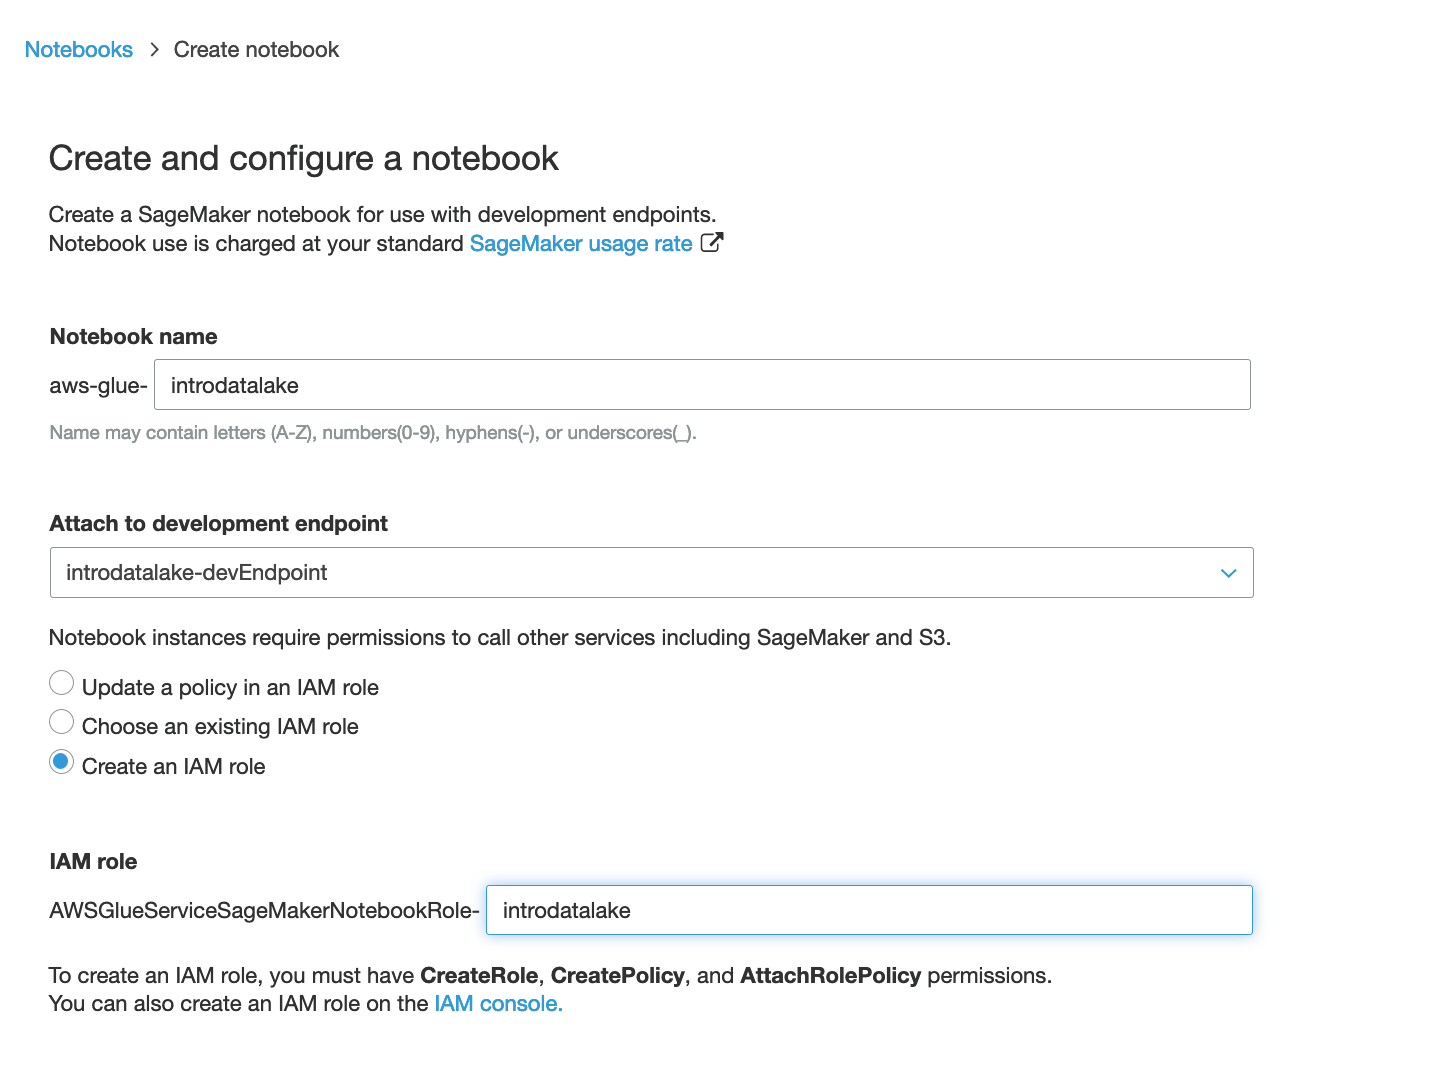 Notebooks > Create notebook
Create and configure a notebook
Create a SageMaker notebook for use with development endpoints.
Notebook use is charged at your standard SageMaker usage rate
Notebook name
aws-glue- introdatalake
Name may contain letters (A-Z), numbers(0-9), hyphens(-), or underscores(_).
Attach to development endpoint
introdatalake-devEndpoint
Notebook instances require permissions to call other services including SageMaker and S3.
Update a policy in an IAM role
Choose an existing IAM role
Create an IAM role
IAM role
AWSGlueServiceSageMakerNotebookRole- introdatalake
To create an IAM role, you must have CreateRole, CreatePolicy, and AttachRolePolicy permissions.
You can also create an IAM role on the IAM console.